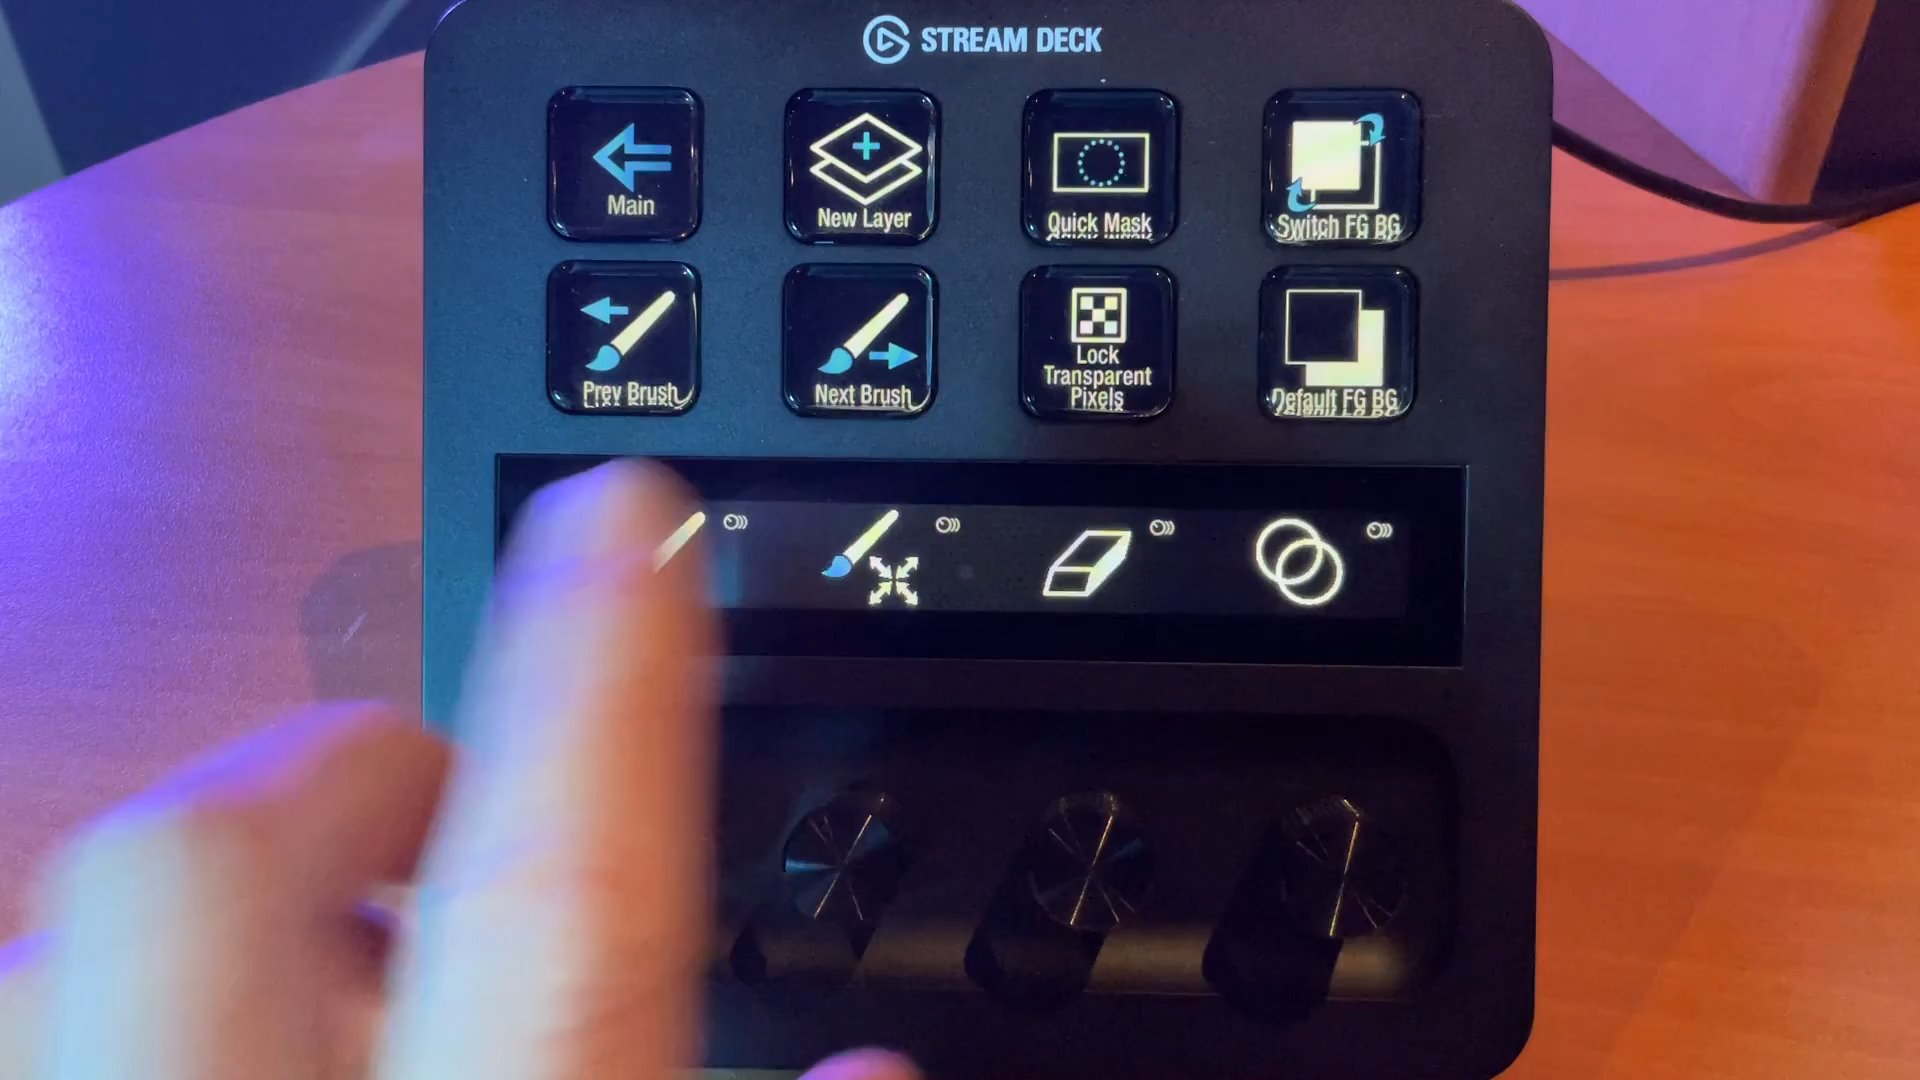 STREAM DECK
Main
New Layer
Quick Mask
Switch FG BG
Prev Brush
Next Brush
Lock
Transparent
Pixels
Default FG BG